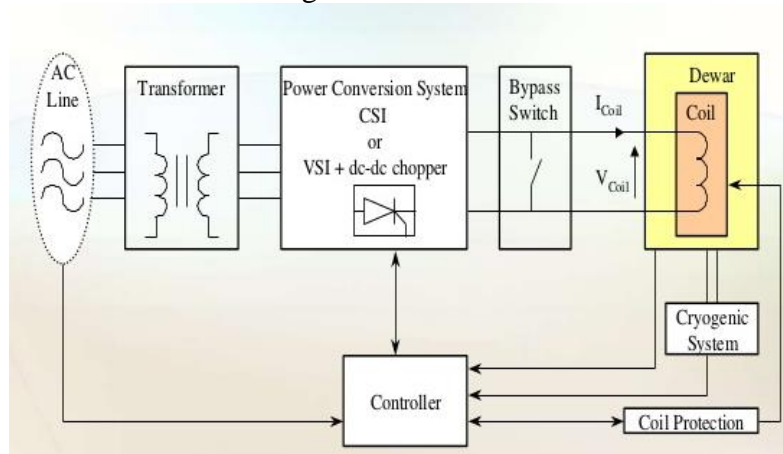 AC
Line
Transformer
Power Conversion System
CSI
or
VSI + dc-dc chopper
Bypass
Switch
I Coil
V Coil
Dewar
Coil
Cryogenic
System
Controller
Coil Protection